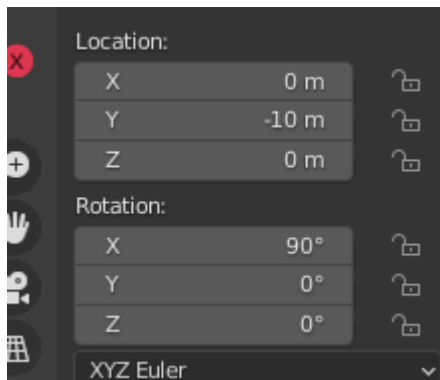 Location:
X
X 0 m
Y -10 m
Z 0 m
Rotation:
X 90°
Y 0°
Z 0°
XYZ Euler